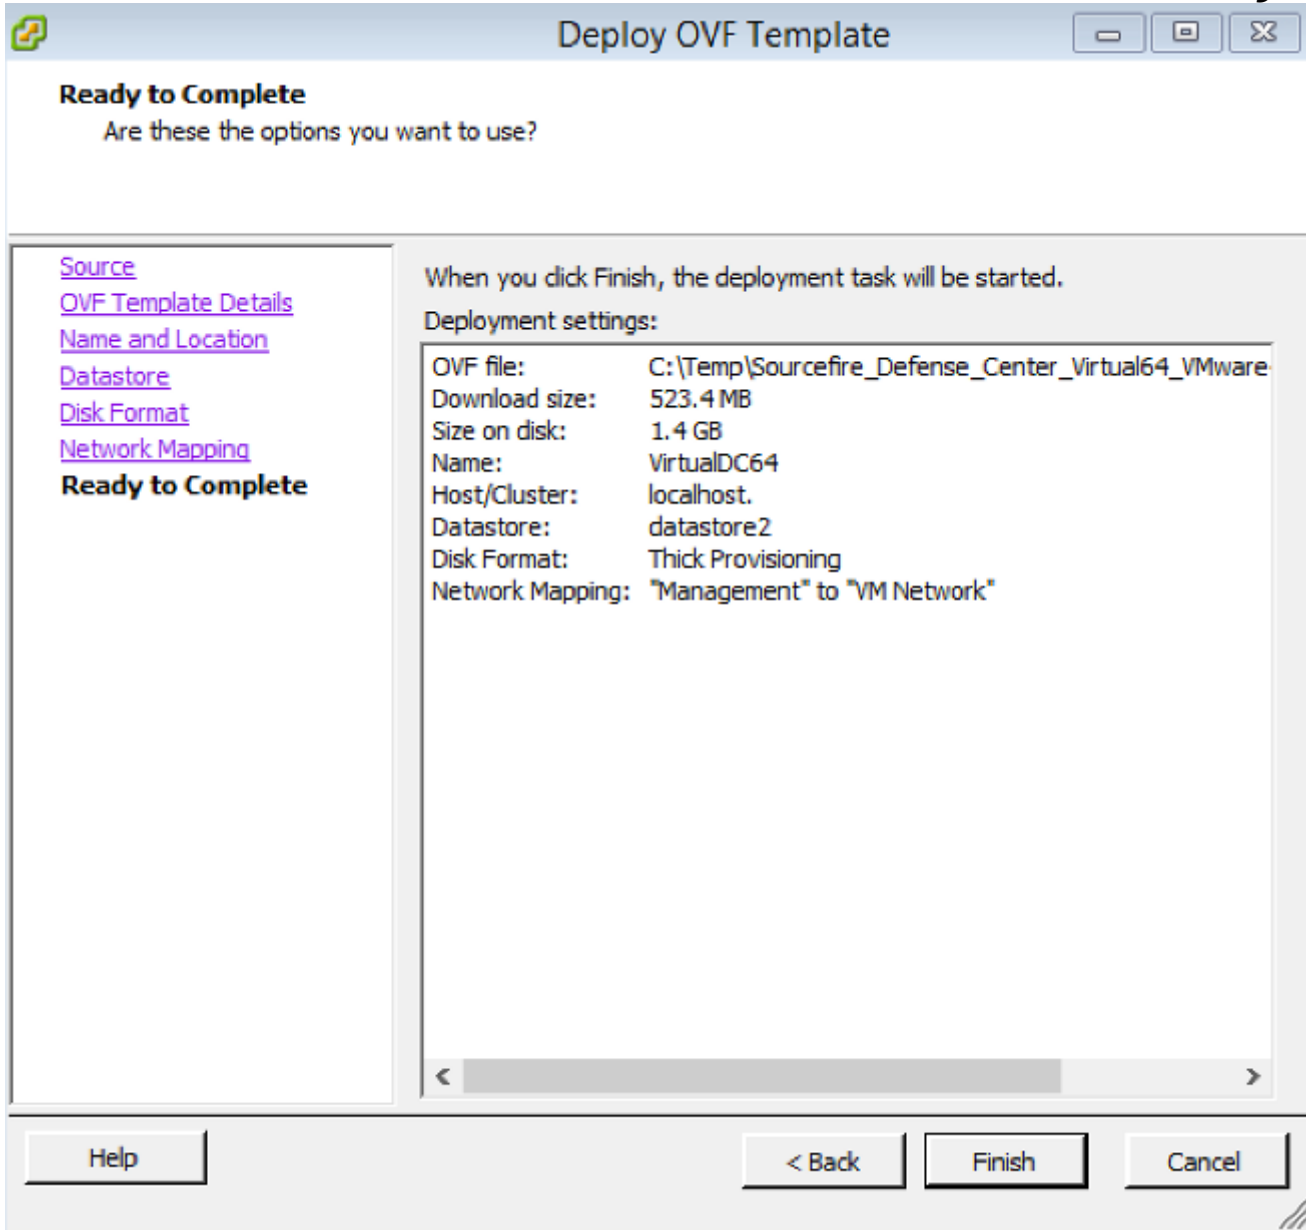 Deploy OVF Template
Ready to Complete
Are these the options you want to use?
Source
OVF Template Details
Name and Location
Datastore
Disk Format
Network Mapping
Ready to Complete
When you click Finish, the deployment task will be started.
Deployment settings:
OVF file: C:\Temp\Sourcefire_Defense_Center_Virtual64_VMware-
Download size: 523.4 MB
Size on disk: 1.4 GB
Name: VirtualDC64
Host/Cluster: localhost.
Datastore: datastore2
Disk Format: Thick Provisioning
Network Mapping: "Management" to "VM Network"
Help
< Back
Finish
Cancel